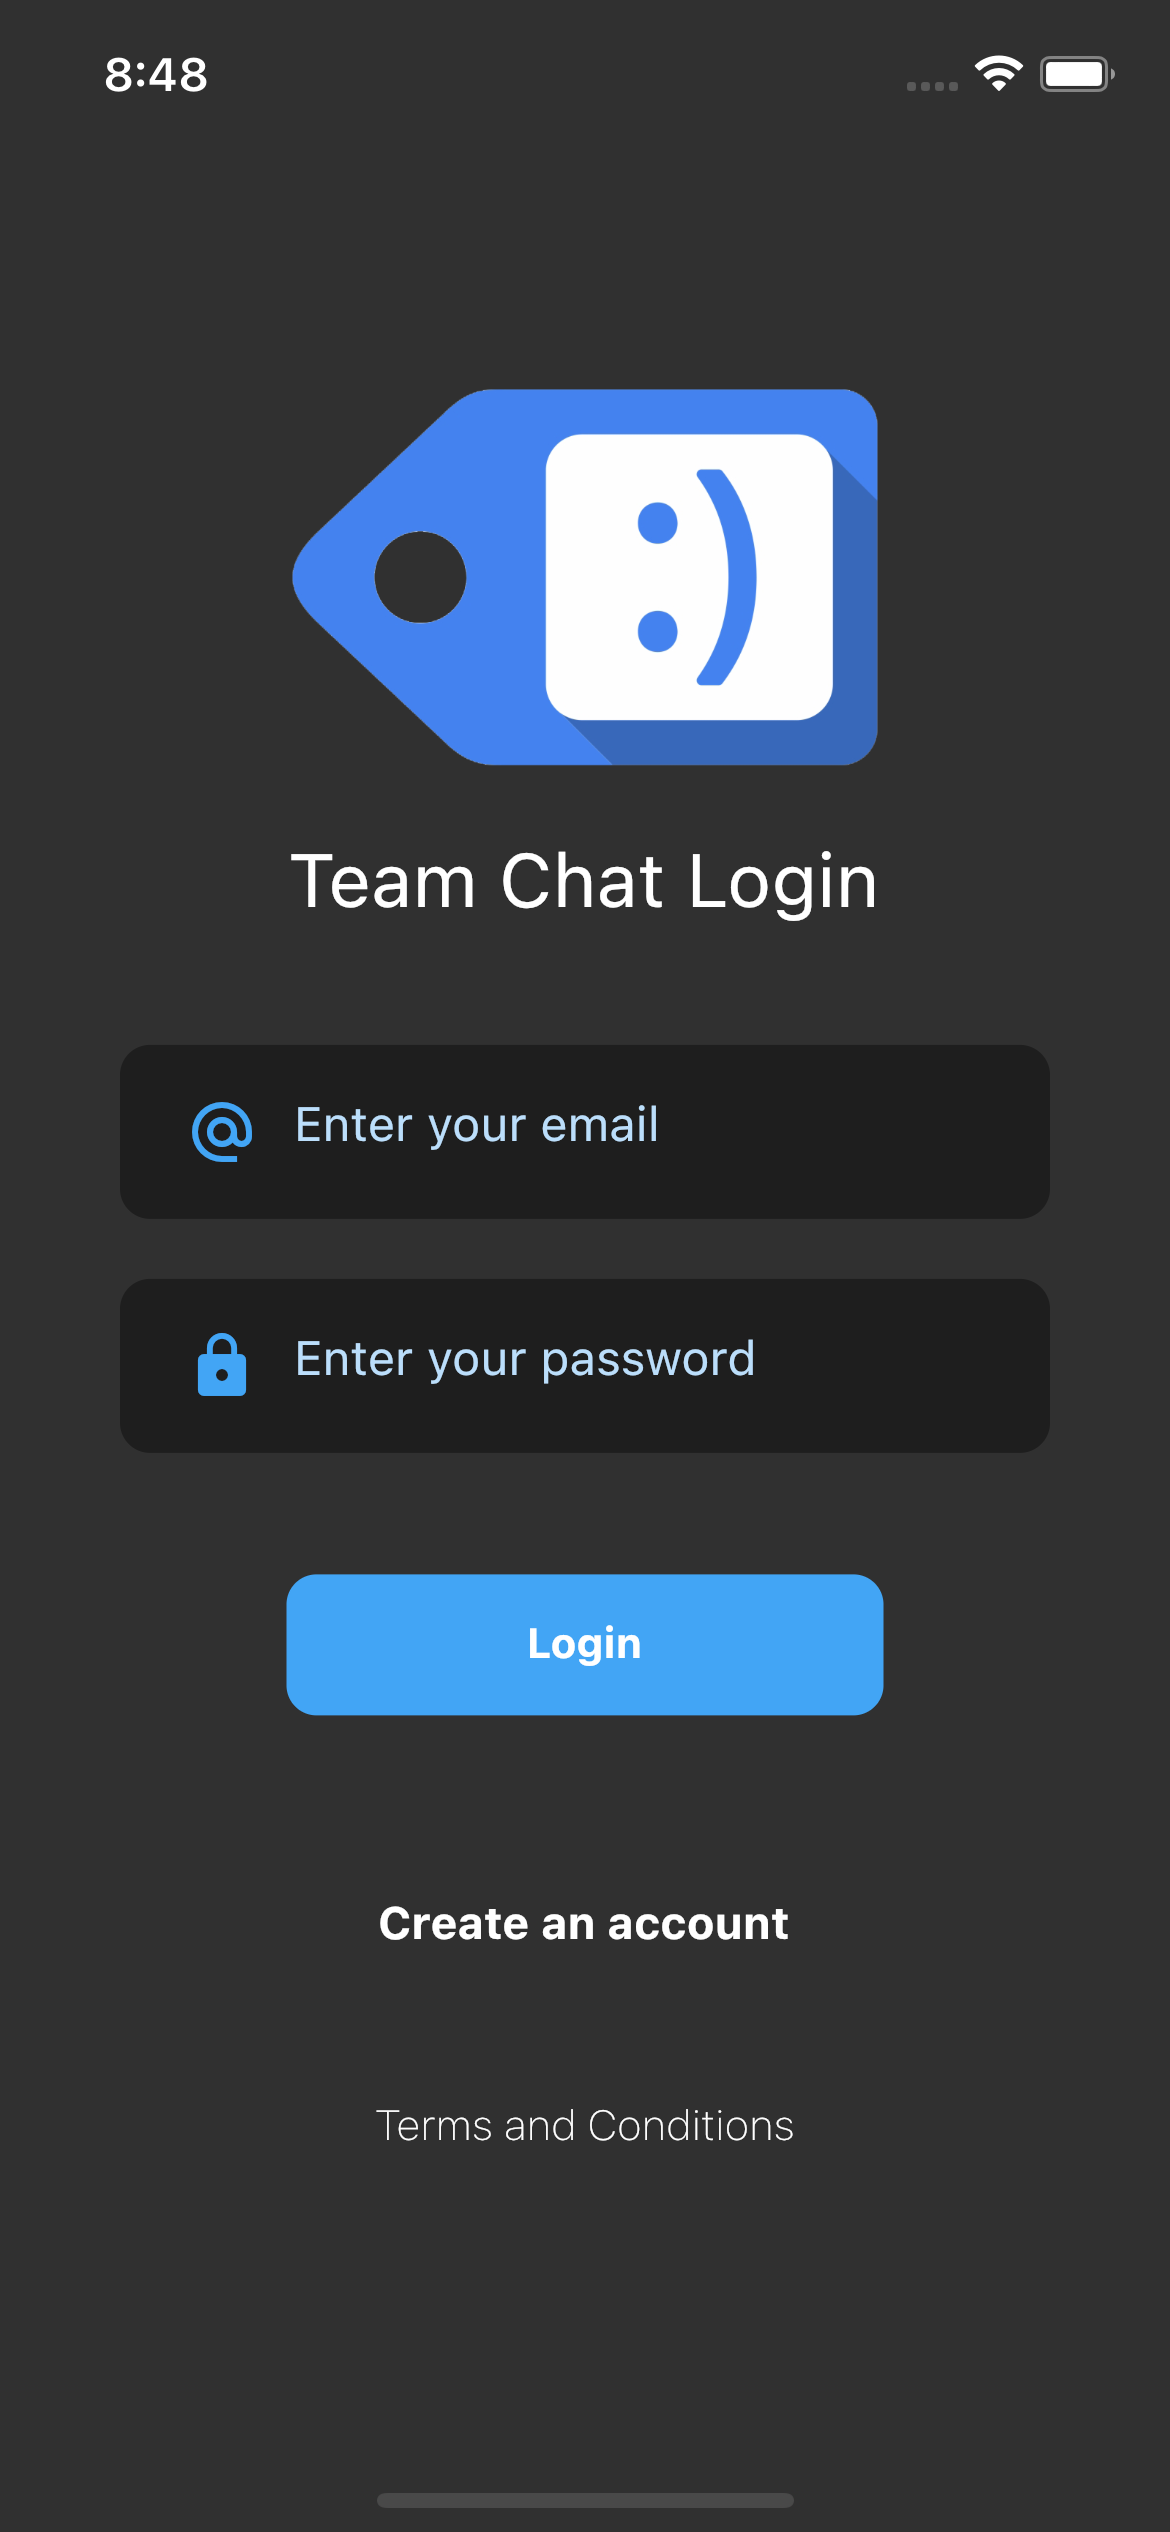 8:48
:)
Team Chat Login
Enter your email
Enter your password
Login
Create an account
Terms and Conditions